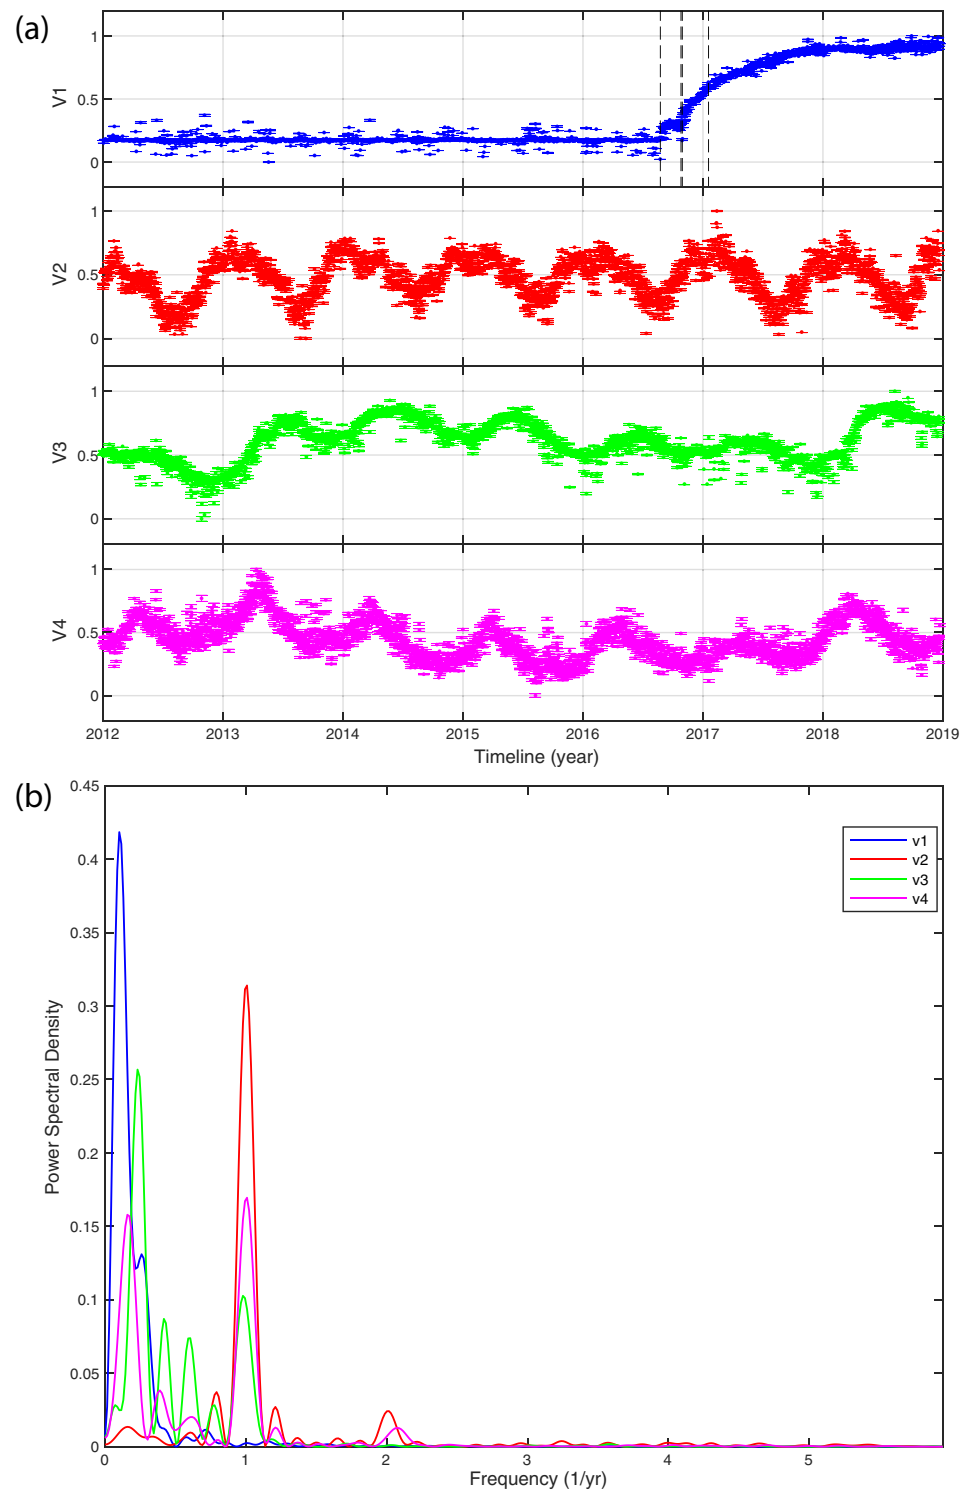 (a)
1
0.5
0
V1
1
0.5
0
V2
1
0.5
0
V3
1
0.5
0
V4
2012 2013 2014 2015 2016 2017 2018 2019
Timeline (year)
(b)
0.45
0.4
0.35
0.3
0.25
0.2
0.15
0.1
0.05
0
Power Spectral Density
v1
v2
v3
v4
0 1 2 3 4 5
Frequency (1/yr)